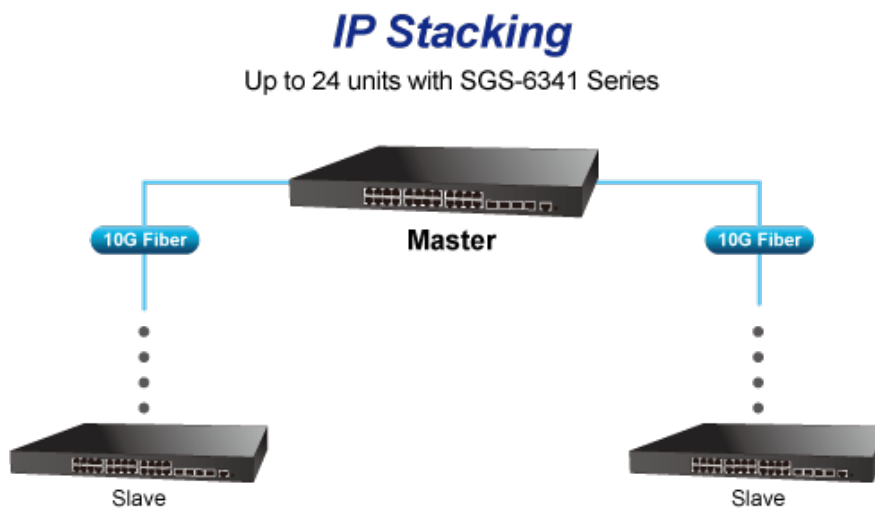 IP Stacking
Up to 24 units with SGS-6341 Series
10G Fiber
Master
10G Fiber
Slave
Slave